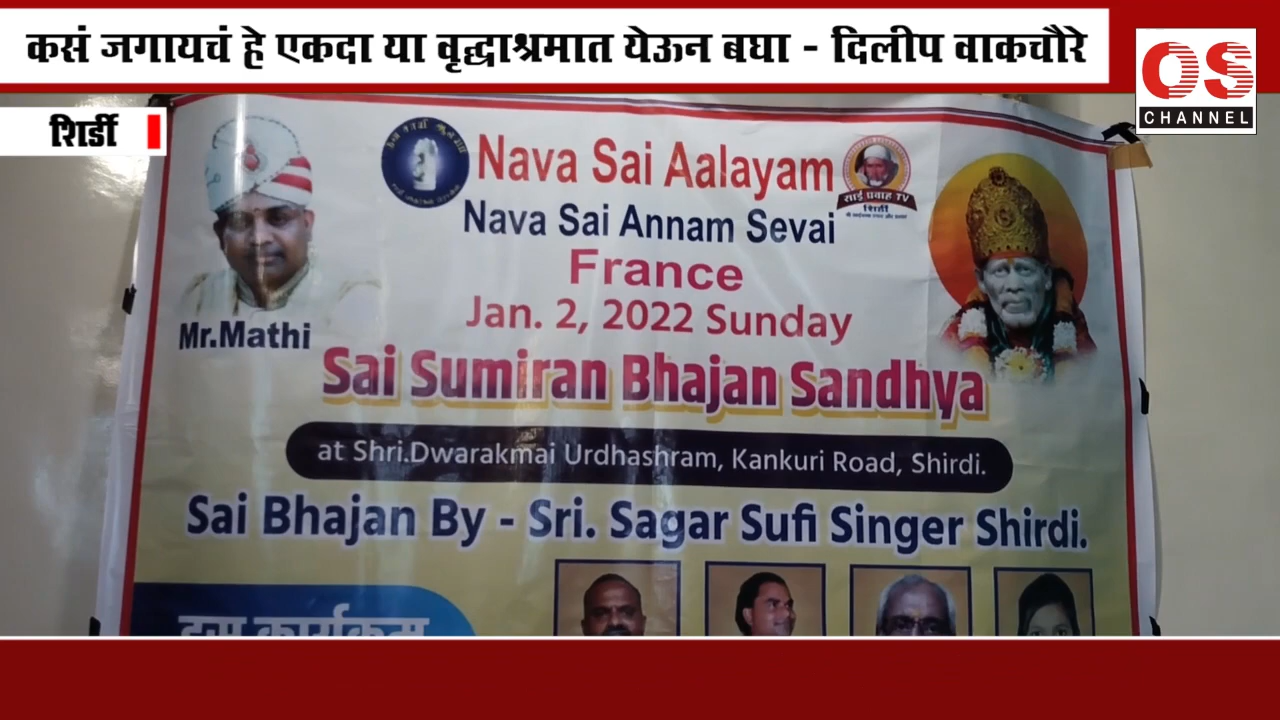 कसं जगायचं हे एकदा या वृद्धाश्रमात येऊन बघा - दिलीप वाकचौरे
OS
CHANNEL
शिर्डी
Nava Sai Aalayam
साई प्रवाह TV
शिर्डी
Nava Sai Annam Sevai
France
Jan. 2, 2022 Sunday
Mr.Mathi
Sai Sumiran Bhajan Sandhya
at Shri.Dwarakmai Urdhashram, Kankuri Road, Shirdi.
Sai Bhajan By - Sri. Sagar Sufi Singer Shirdi.